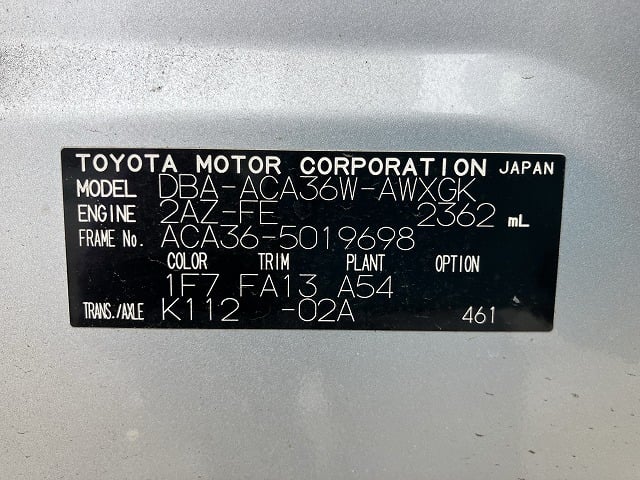 TOYOTA MOTOR CORPORATION JAPAN
MODEL DBA-ACA36W-AWXGK
ENGINE 2AZ-FE 2362 mL
FRAME No. ACA36-5019698
COLOR TRIM PLANT OPTION
1F7 FA13 A54
TRANS./AXLE K112 -02A 461